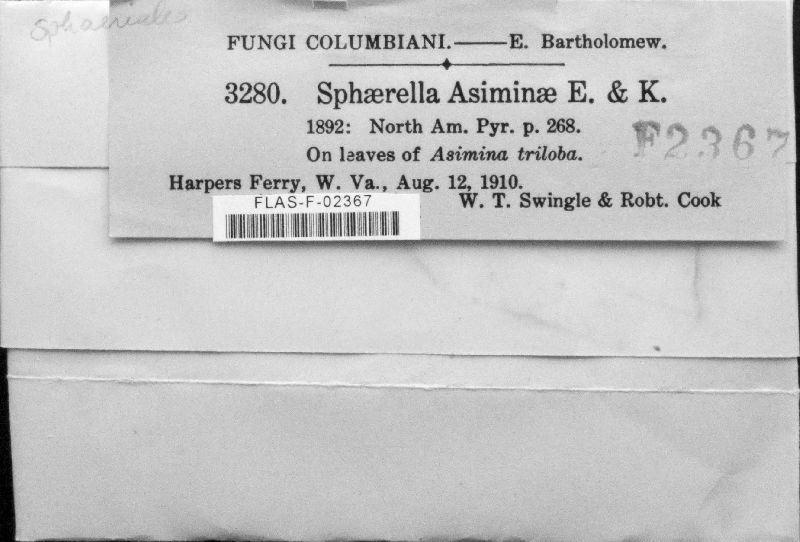 Sphaeriales
FUNGI COLUMBIANI.——E. Bartholomew.
3280. Sphærella Asiminæ E. & K.
1892: North Am. Pyr. p. 268.
F2367
On leaves of Asimina triloba.
Harpers Ferry, W. Va., Aug. 12, 1910.
W. T. Swingle & Robt. Cook
FLAS-F-02367